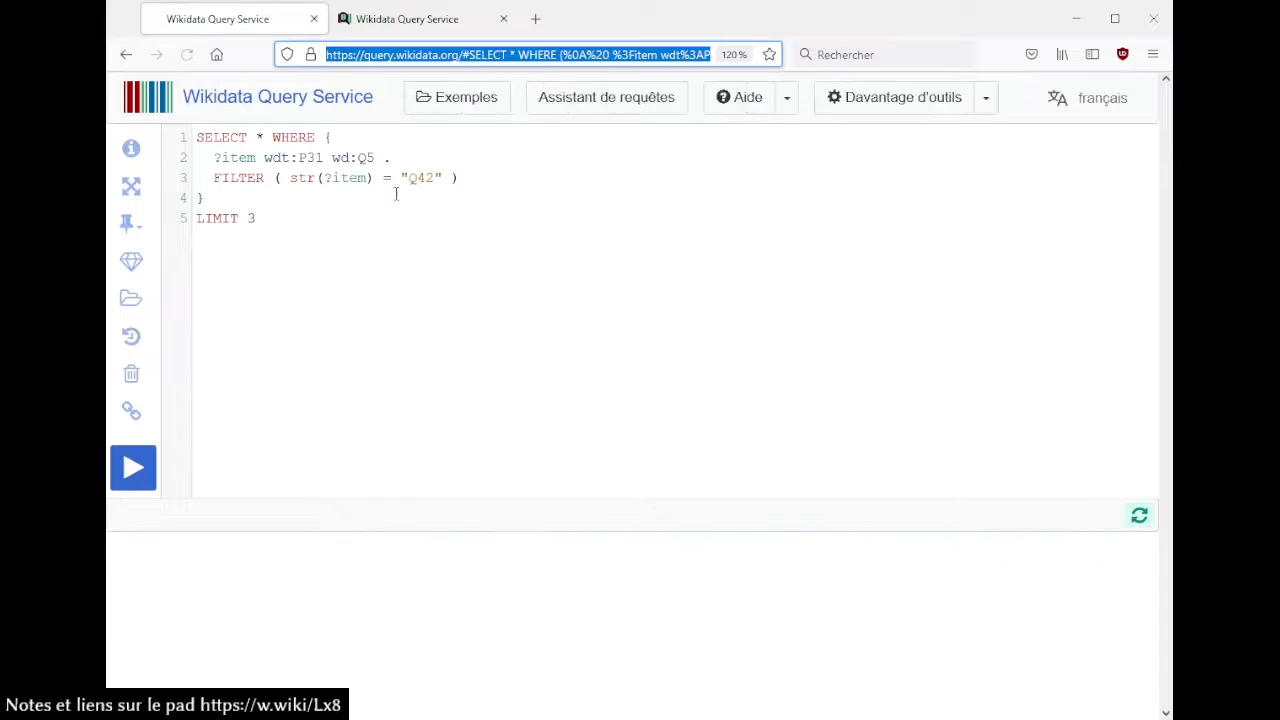 Wikidata Query Service
Wikidata Query Service
https://query.wikidata.org/#SELECT * WHERE {%0A%20 %3Fitem wdt%3AP
120%
Rechercher
Wikidata Query Service
Exemples
Assistant de requêtes
Aide
Davantage d'outils
français
1 SELECT * WHERE {
2 ?item wdt:P31 wd:Q5 .
3 FILTER ( str(?item) = "Q42" )
4 }
5 LIMIT 3
Notes et liens sur le pad https://w.wiki/Lx8